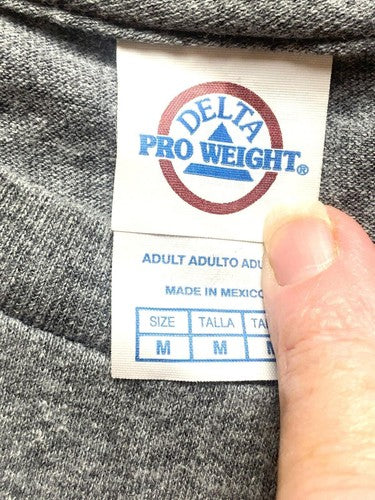 DELTA
PRO WEIGHT®
ADULT ADULTO
MADE IN MEXICO
SIZE TALLA
M M M